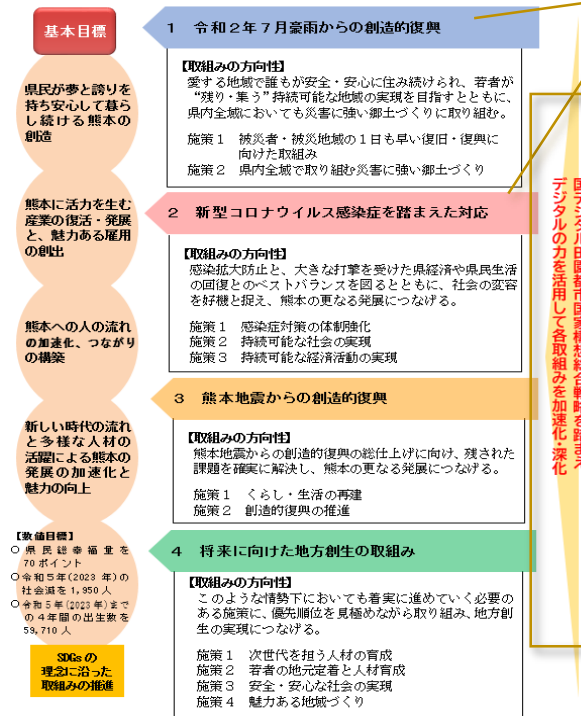 基本目標
県民が夢と誇りを
持ち安心して暮ら
し続ける熊本の
創造
熊本に活力を生む
産業の復活・発展
と、魅力ある雇用
の創出
熊本への人の流れ
の加速化、つながり
の構築
新しい時代の流れ
と多様な人材の
活躍による熊本の
発展の加速化と
魅力の向上
【数値目標】
○県民総幸福量を
70ポイント
○令和5年(2023年)の
社会減を1,950人
○令和5年(2023年)まで
の4年間の出生数を
59,710人
SDGsの
理念に沿った
取組みの推進
1 令和2年7月豪雨からの創造的復興
【取組みの方向性】
愛する地域で誰もが安全・安心に住み続けられ、若者が
“残り・集う”持続可能な地域の実現を目指すとともに、
県内全域においても災害に強い郷土づくりに取り組む。
施策1 被災者・被災地域の1日も早い復旧・復興に
向けた取組み
施策2 県内全域で取り組む災害に強い郷土づくり
2 新型コロナウイルス感染症を踏まえた対応
【取組みの方向性】
感染拡大防止と、大きな打撃を受けた県経済や県民生活
の回復とのベストバランスを図るとともに、社会の変容
を好機と捉え、熊本の更なる発展につなげる。
施策1 感染症対策の体制強化
施策2 持続可能な社会の実現
施策3 持続可能な経済活動の実現
3 熊本地震からの創造的復興
【取組みの方向性】
熊本地震からの創造的復興の総仕上げに向け、残された
課題を確実に解決し、熊本の更なる発展につなげる。
施策1 くらし・生活の再建
施策2 創造的復興の推進
4 将来に向けた地方創生の取組み
【取組みの方向性】
このような情勢下においても着実に進めていく必要の
ある施策に、優先順位を見極めながら取り組み、地方創
生の実現につなげる。
施策1 次世代を担う人材の育成
施策2 若者の地元定着と人材育成
施策3 安全・安心な社会の実現
施策4 魅力ある地域づくり
国デジタル田園都市国家構想総合戦略を踏まえ
デジタルの力を活用して各取組みを加速化・深化